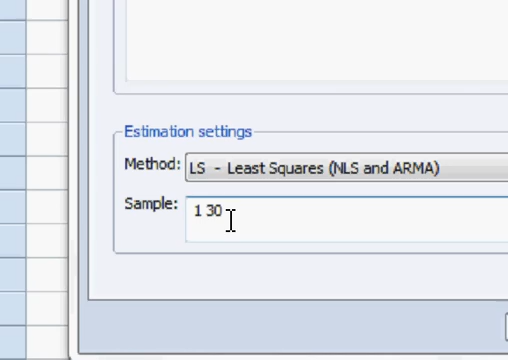 Estimation settings
Method: LS - Least Squares (NLS and ARMA)
Sample: 1 30